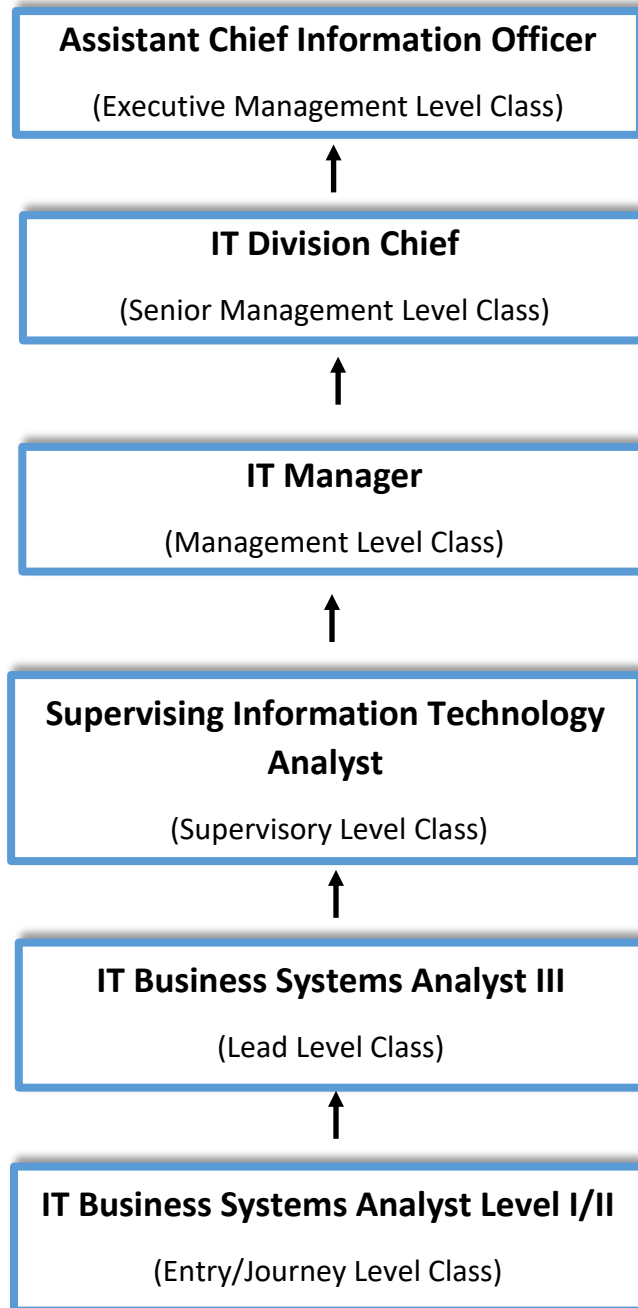 Assistant Chief Information Officer
(Executive Management Level Class)
IT Division Chief
(Senior Management Level Class)
IT Manager
(Management Level Class)
Supervising Information Technology
Analyst
(Supervisory Level Class)
IT Business Systems Analyst III
(Lead Level Class)
IT Business Systems Analyst Level I/II
(Entry/Journey Level Class)